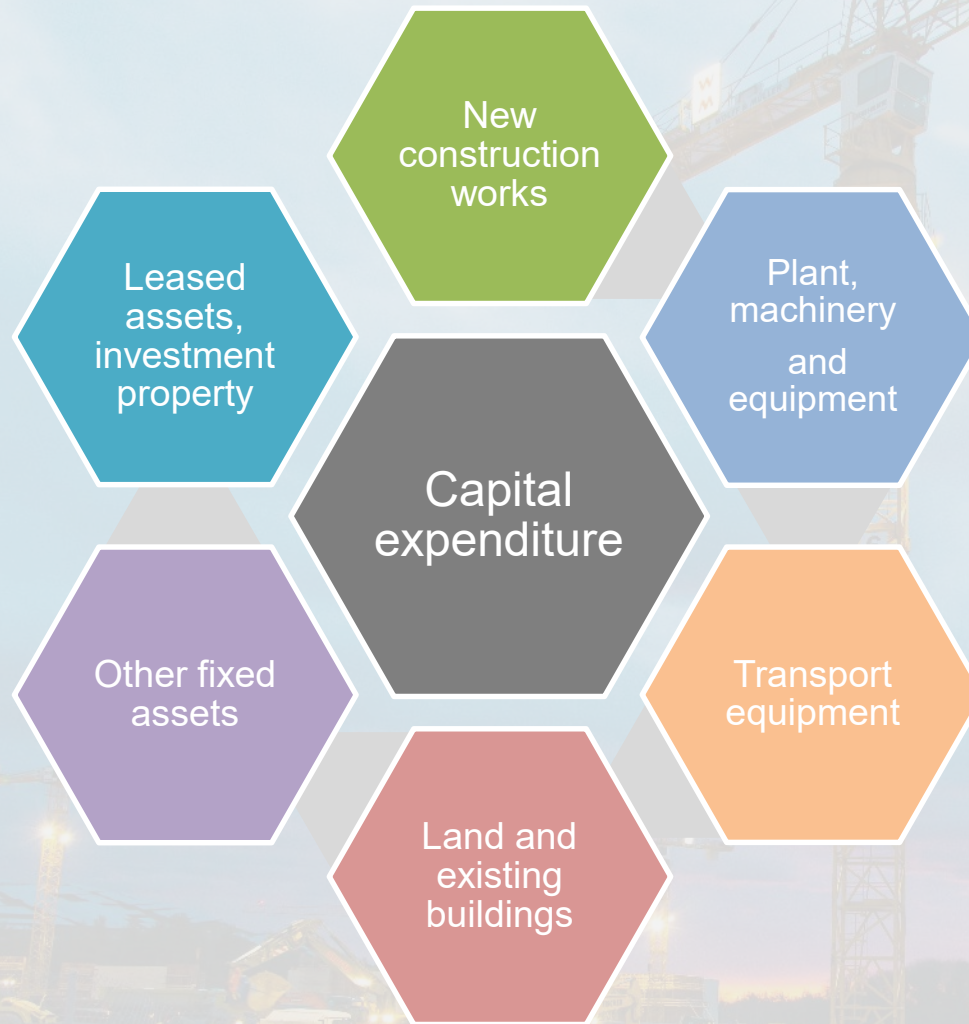 New
construction
works
Leased
assets,
investment
property
Plant,
machinery
and
equipment
Capital
expenditure
Other fixed
assets
Transport
equipment
Land and
existing
buildings